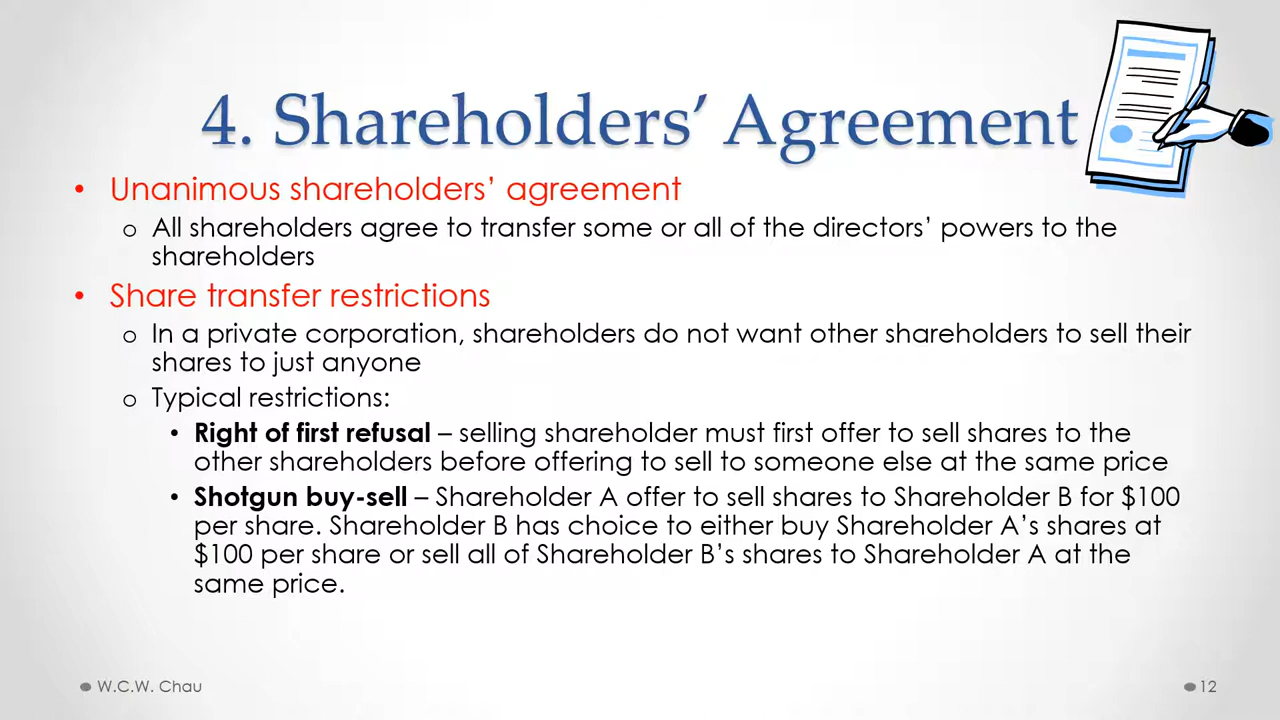 4. Shareholders’ Agreement
• Unanimous shareholders’ agreement
o All shareholders agree to transfer some or all of the directors’ powers to the
shareholders
• Share transfer restrictions
o In a private corporation, shareholders do not want other shareholders to sell their
shares to just anyone
o Typical restrictions:
• Right of first refusal – selling shareholder must first offer to sell shares to the
other shareholders before offering to sell to someone else at the same price
• Shotgun buy-sell – Shareholder A offer to sell shares to Shareholder B for $100
per share. Shareholder B has choice to either buy Shareholder A’s shares at
$100 per share or sell all of Shareholder B’s shares to Shareholder A at the
same price.
W.C.W. Chau
12